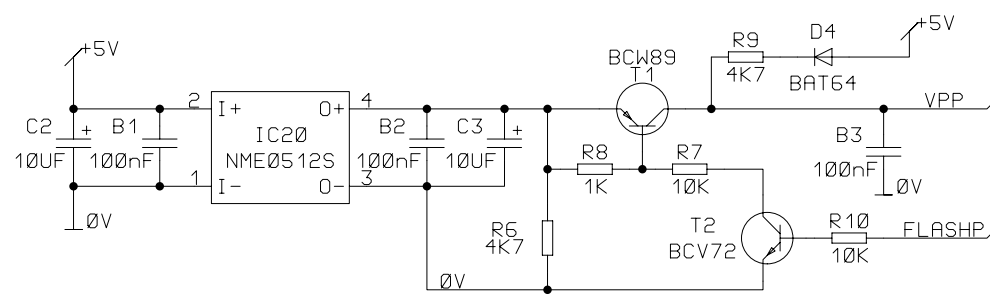 +5V
2
I+
O+
4
C2
+
10UF
B1
100nF
IC20
NME0512S
1
I-
O-
3
0V
B2
100nF
C3
+
10UF
BCW89
T1
R9
4K7
D4
BAT64
+5V
VPP
B3
100nF
0V
R8
1K
R7
10K
R6
4K7
T2
BCV72
R10
10K
FLASHP
0V